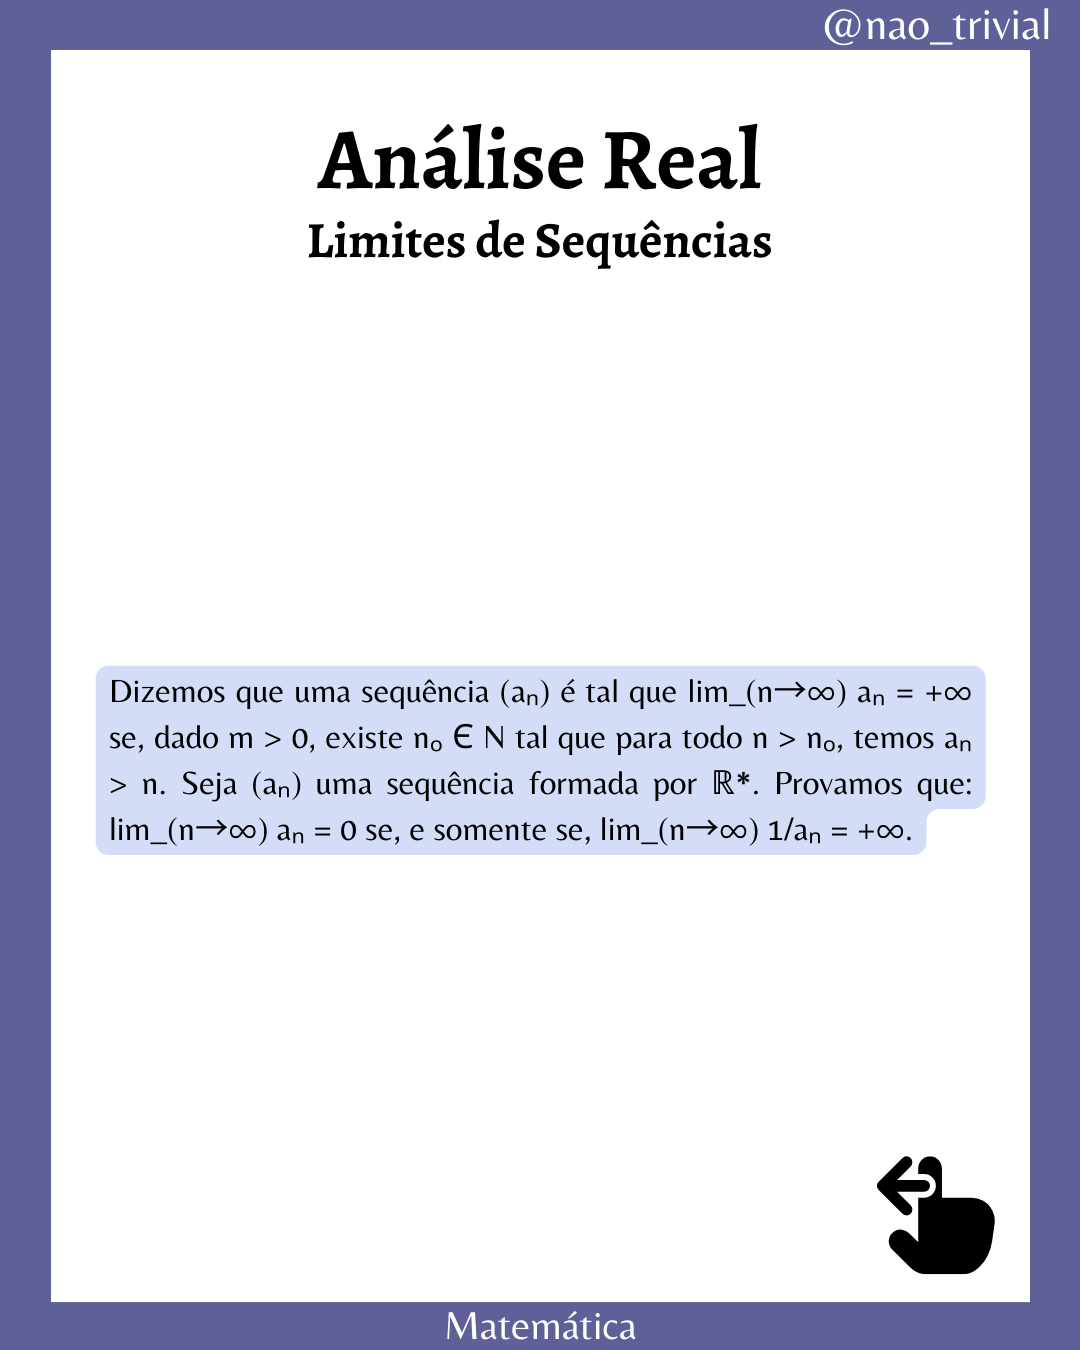 @nao_trivial
Análise Real
Limites de Sequências
Dizemos que uma sequência (aₙ) é tal que lim_(n→∞) aₙ = +∞
se, dado m > 0, existe n₀ ∈ N tal que para todo n > n₀, temos aₙ
> n. Seja (aₙ) uma sequência formada por ℝ*. Provamos que:
lim_(n→∞) aₙ = 0 se, e somente se, lim_(n→∞) 1/aₙ = +∞.
Matemática